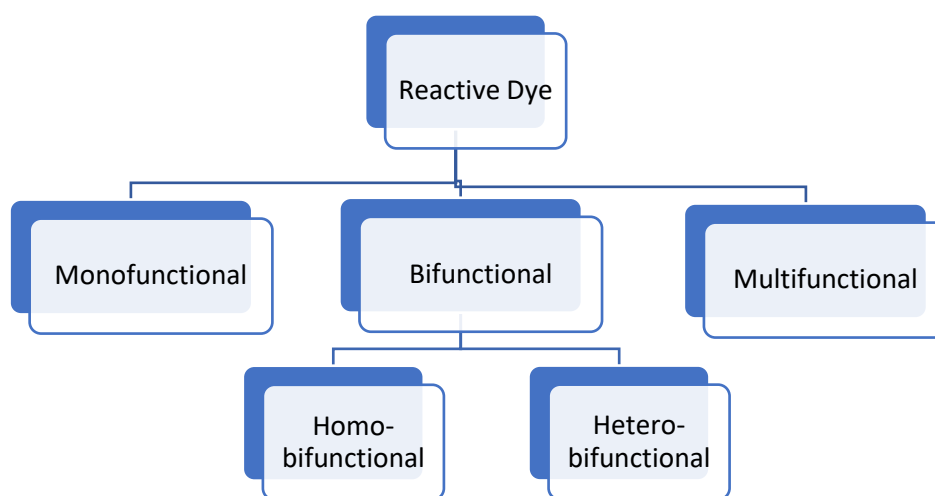 Reactive Dye
Monofunctional
Bifunctional
Multifunctional
Homo-
bifunctional
Hetero-
bifunctional